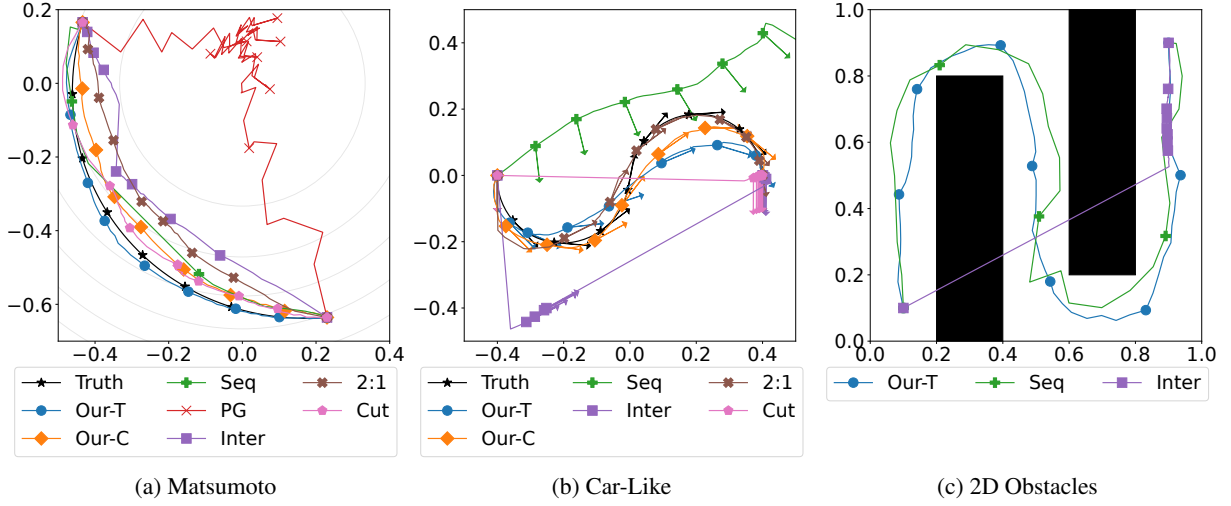 0.2
0.0
−0.2
−0.4
−0.6
−0.4 −0.2 0.0 0.2 0.4
Truth Seq 2:1
Our-T PG Cut
Our-C Inter
(a) Matsumoto
0.4
0.2
0.0
−0.2
−0.4
−0.4 −0.2 0.0 0.2 0.4
Truth Seq 2:1
Our-T Inter Cut
Our-C
(b) Car-Like
1.0
0.8
0.6
0.4
0.2
0.0
0.0 0.2 0.4 0.6 0.8 1.0
Our-T Seq Inter
(c) 2D Obstacles